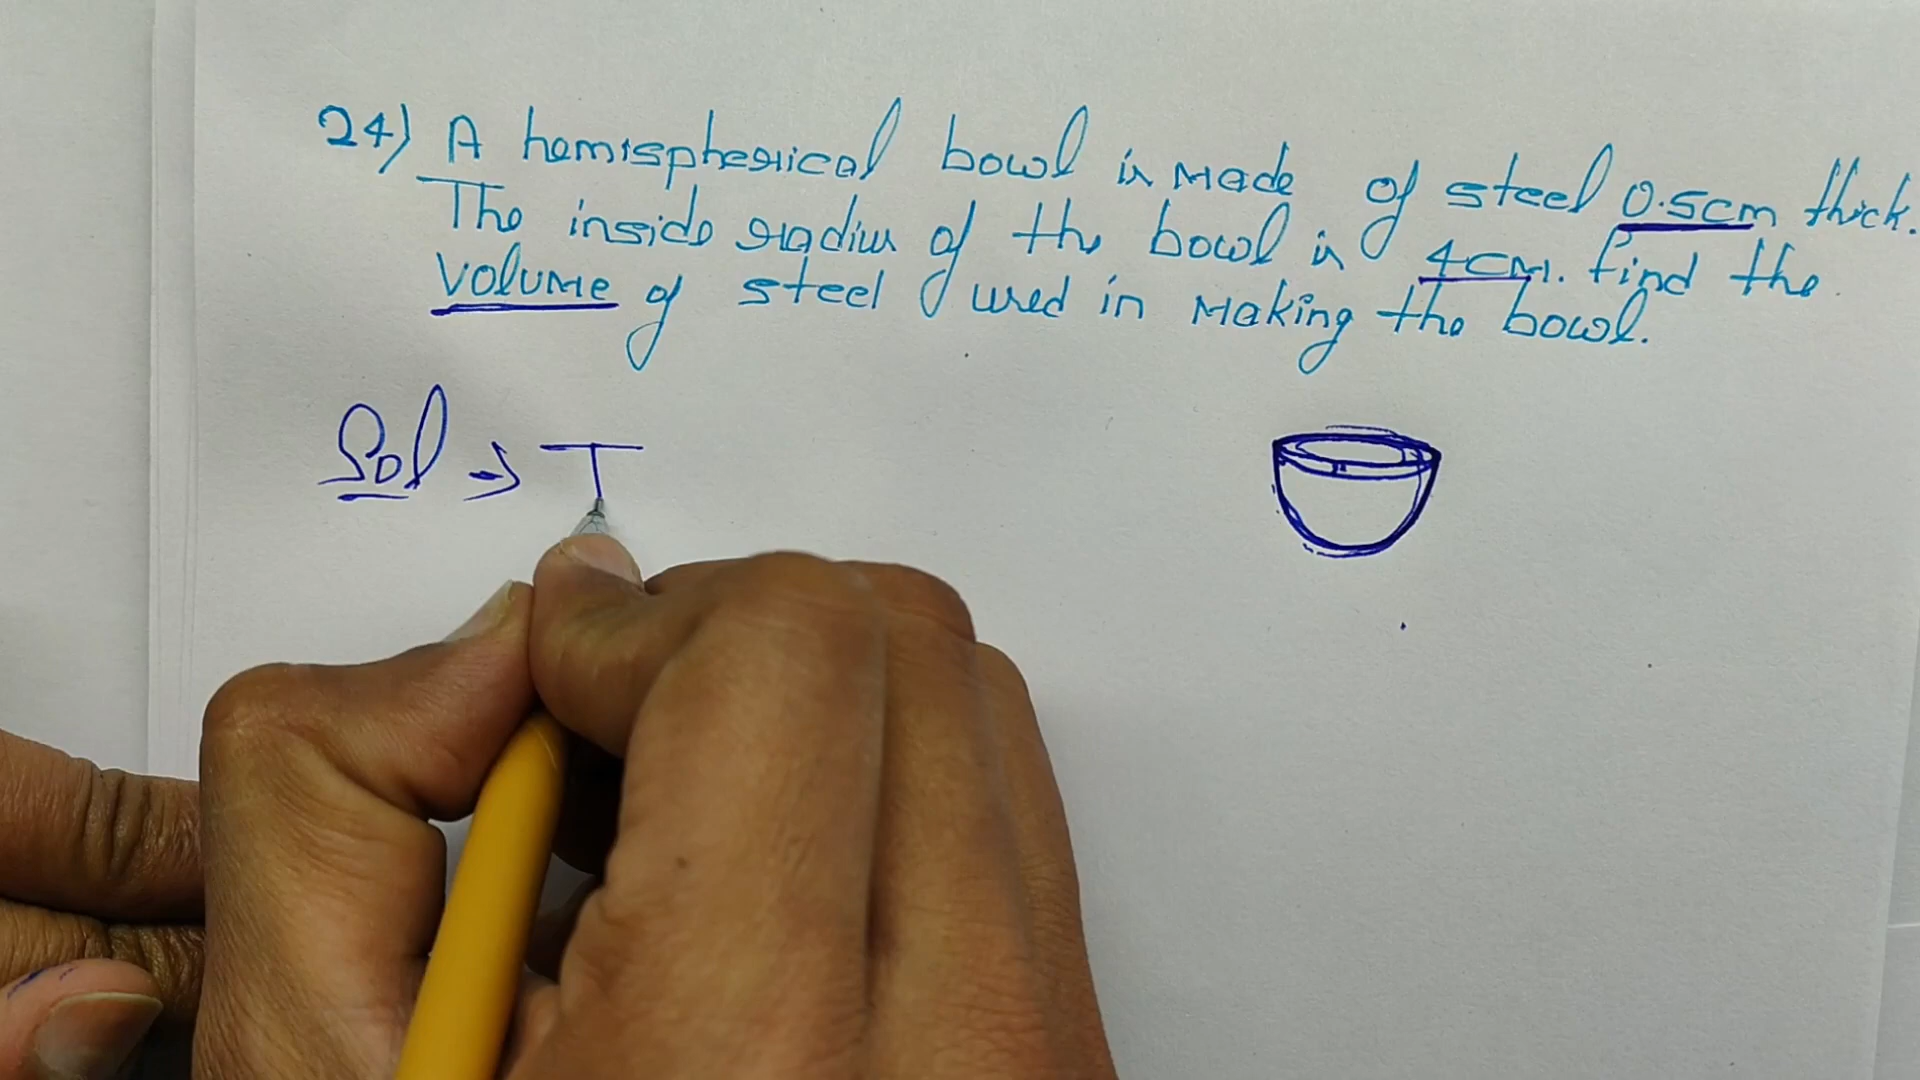 24) A hemispherical bowl is made of steel 0.5cm thick.
The inside radius of the bowl is 4cm. find the
volume of steel used in making the bowl.
Sol → T